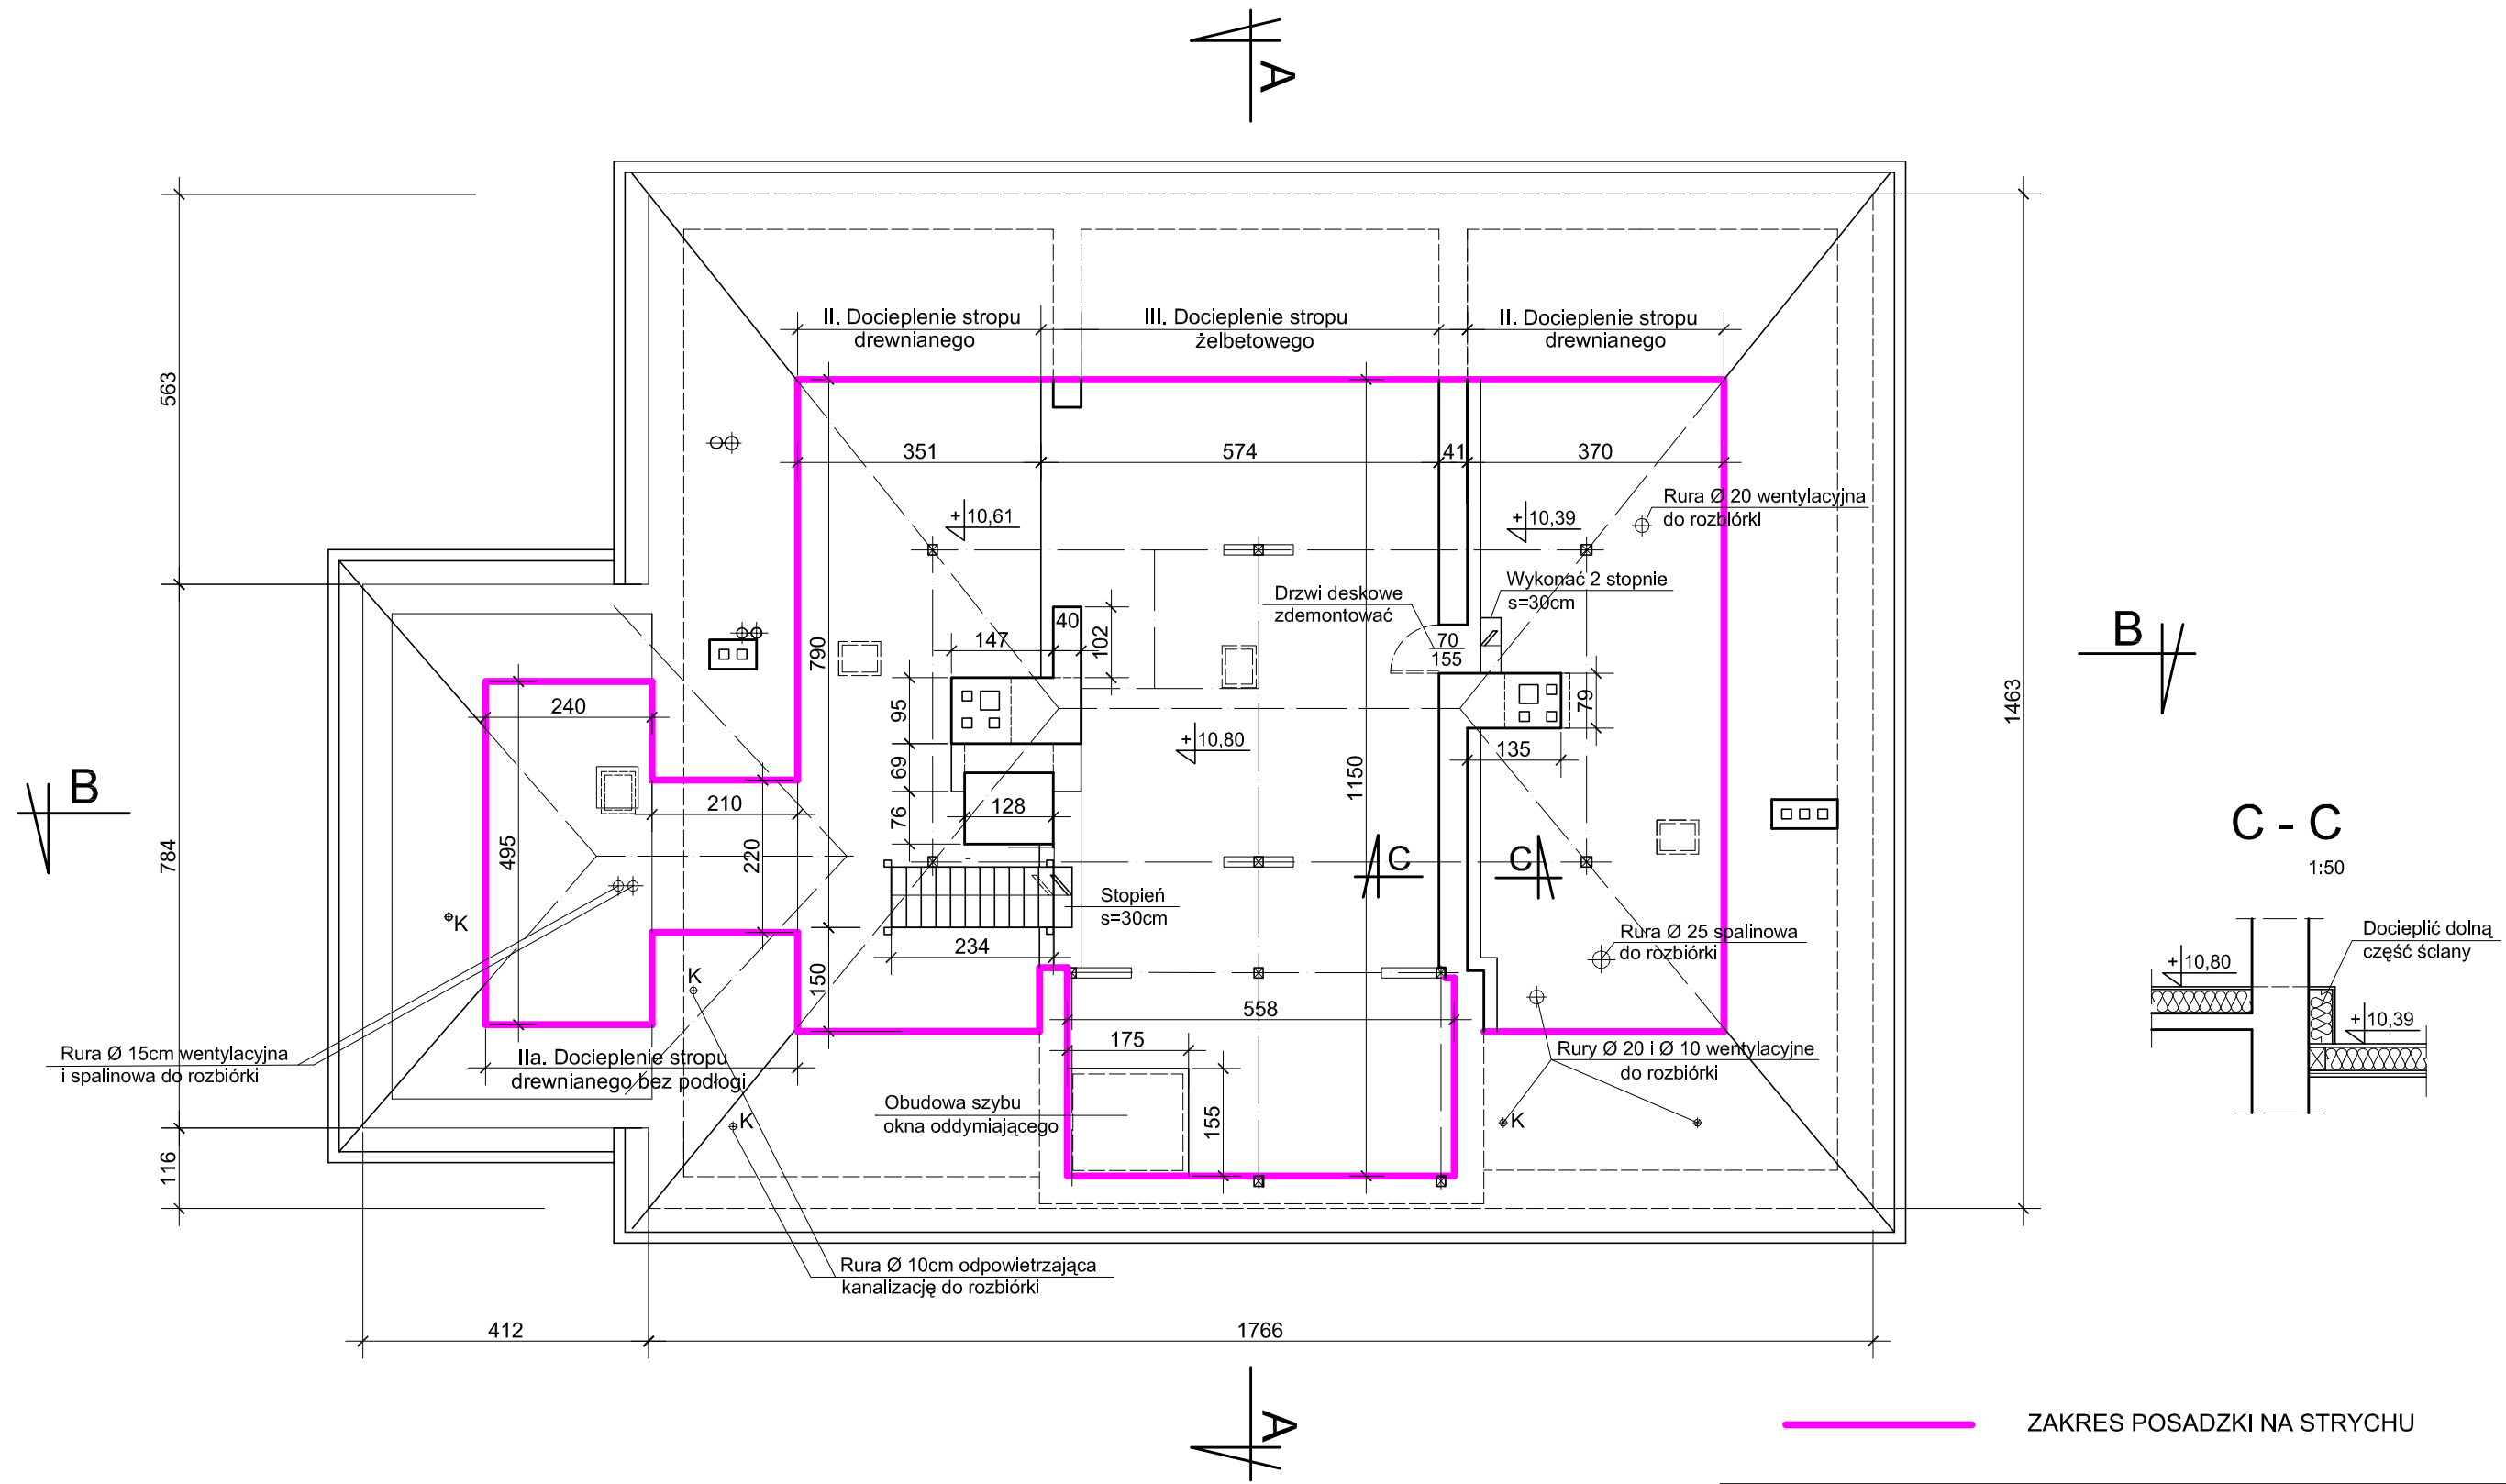 A
II. Docieplenie stropu
drewnianego
III. Docieplenie stropu
żelbetowego
II. Docieplenie stropu
drewnianego
563
351
574
41
370
+10,61
+10,39
Rura Ø 20 wentylacyjna
do rozbiórki
Drzwi deskowe
zdemontować
Wykonać 2 stopnie
s=30cm
70
155
40
102
147
790
95
79
B
1463
240
+10,80
135
69
1150
B
210
128
76
C - C
1:50
495
220
784
C
C
Stopień
s=30cm
K
234
Rura Ø 25 spalinowa
do rozbiórki
Docieplić dolną
część ściany
+10,80
+10,39
K
150
558
175
Rura Ø 15cm wentylacyjna
i spalinowa do rozbiórki
IIa. Docieplenie stropu
drewnianego bez podłogi
Rury Ø 20 i Ø 10 wentylacyjne
do rozbiórki
Obudowa szybu
okna oddymiającego
155
K
K
116
Rura Ø 10cm odpowietrzająca
kanalizację do rozbiórki
412
1766
A
ZAKRES POSADZKI NA STRYCHU